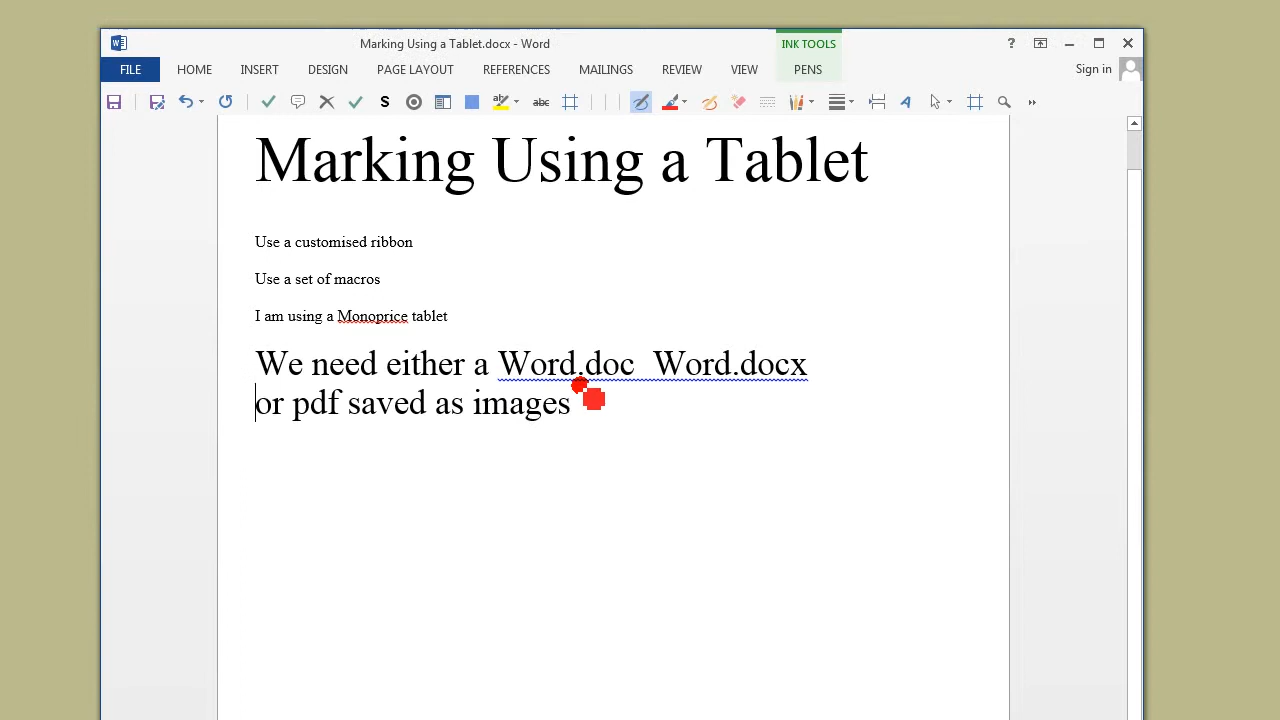 Marking Using a Tablet.docx - Word
INK TOOLS
?
FILE HOME INSERT DESIGN PAGE LAYOUT REFERENCES MAILINGS REVIEW VIEW PENS
Sign in
S ab abc A
Marking Using a Tablet
Use a customised ribbon
Use a set of macros
I am using a Monoprice tablet
We need either a Word.doc  Word.docx
or pdf saved as images